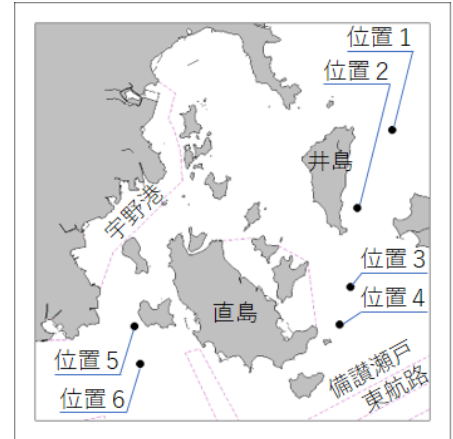 位置１
位置２
井島
宇野港
位置３
位置４
直島
備讃瀬戸
東航路
位置５
位置６